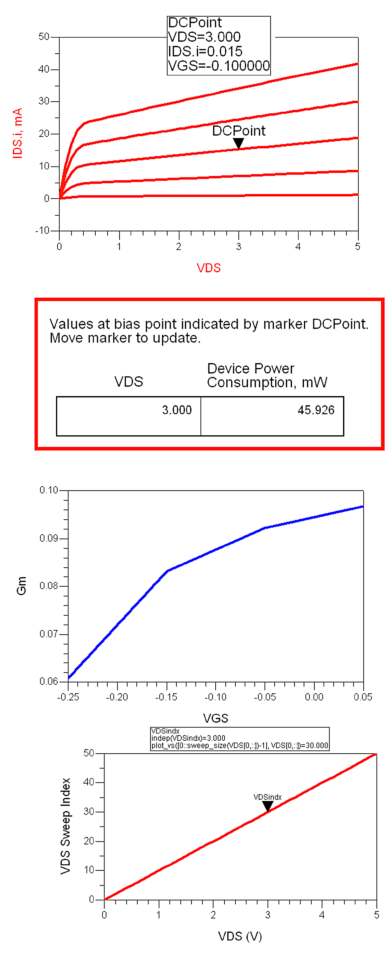 DCPoint
VDS=3.000
IDS.i=0.015
VGS=-0.100000
50
40
30
20
10
0
-10
IDS.i, mA
DCPoint
0 1 2 3 4 5
VDS
Values at bias point indicated by marker DCPoint.
Move marker to update.
VDS
Device Power
Consumption, mW
3.000 45.926
0.10
0.09
0.08
0.07
0.06
Gm
-0.25 -0.20 -0.15 -0.10 -0.05 0.00 0.05
VGS
VDSindx
indep(VDSindx)=3.000
plot_vs([0::sweep_size(VDS[0,::])-1], VDS[0,::])=30.000
50
40
30
20
10
0
VDS Sweep Index
VDSindx
0 1 2 3 4 5
VDS (V)